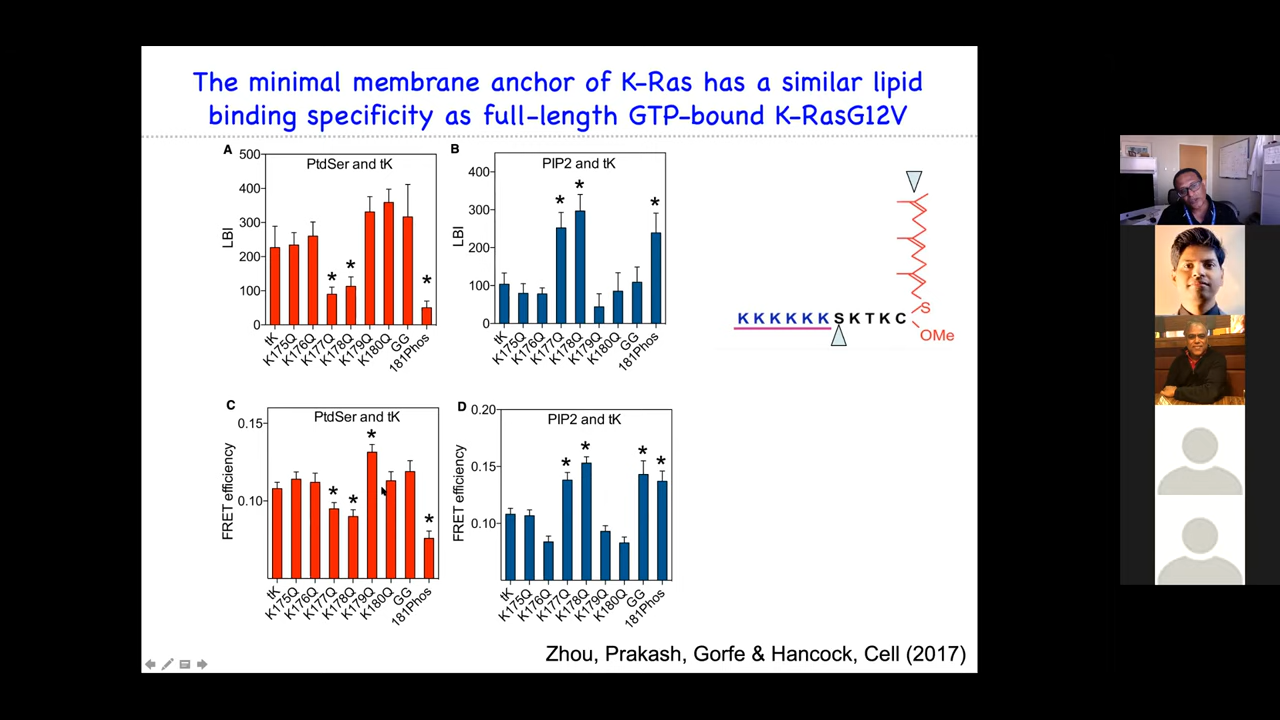 The minimal membrane anchor of K-Ras has a similar lipid
binding specificity as full-length GTP-bound K-RasG12V
A
PtdSer and tK
LBI
500
400
300
200
100
0
tK
K175Q
K176Q
K177Q
K178Q
K179Q
K180Q
GG
181Phos
*
*
*
B
PIP2 and tK
LBI
400
300
200
100
0
tK
K175Q
K176Q
K177Q
K178Q
K179Q
K180Q
GG
181Phos
*
*
*
KKKKKKSKTKC
S
OMe
C
PtdSer and tK
FRET efficiency
0.15
0.10
tK
K175Q
K176Q
K177Q
K178Q
K179Q
K180Q
GG
181Phos
*
*
*
*
D
PIP2 and tK
FRET efficiency
0.20
0.15
0.10
tK
K175Q
K176Q
K177Q
K178Q
K179Q
K180Q
GG
181Phos
*
*
*
*
Zhou, Prakash, Gorfe & Hancock, Cell (2017)